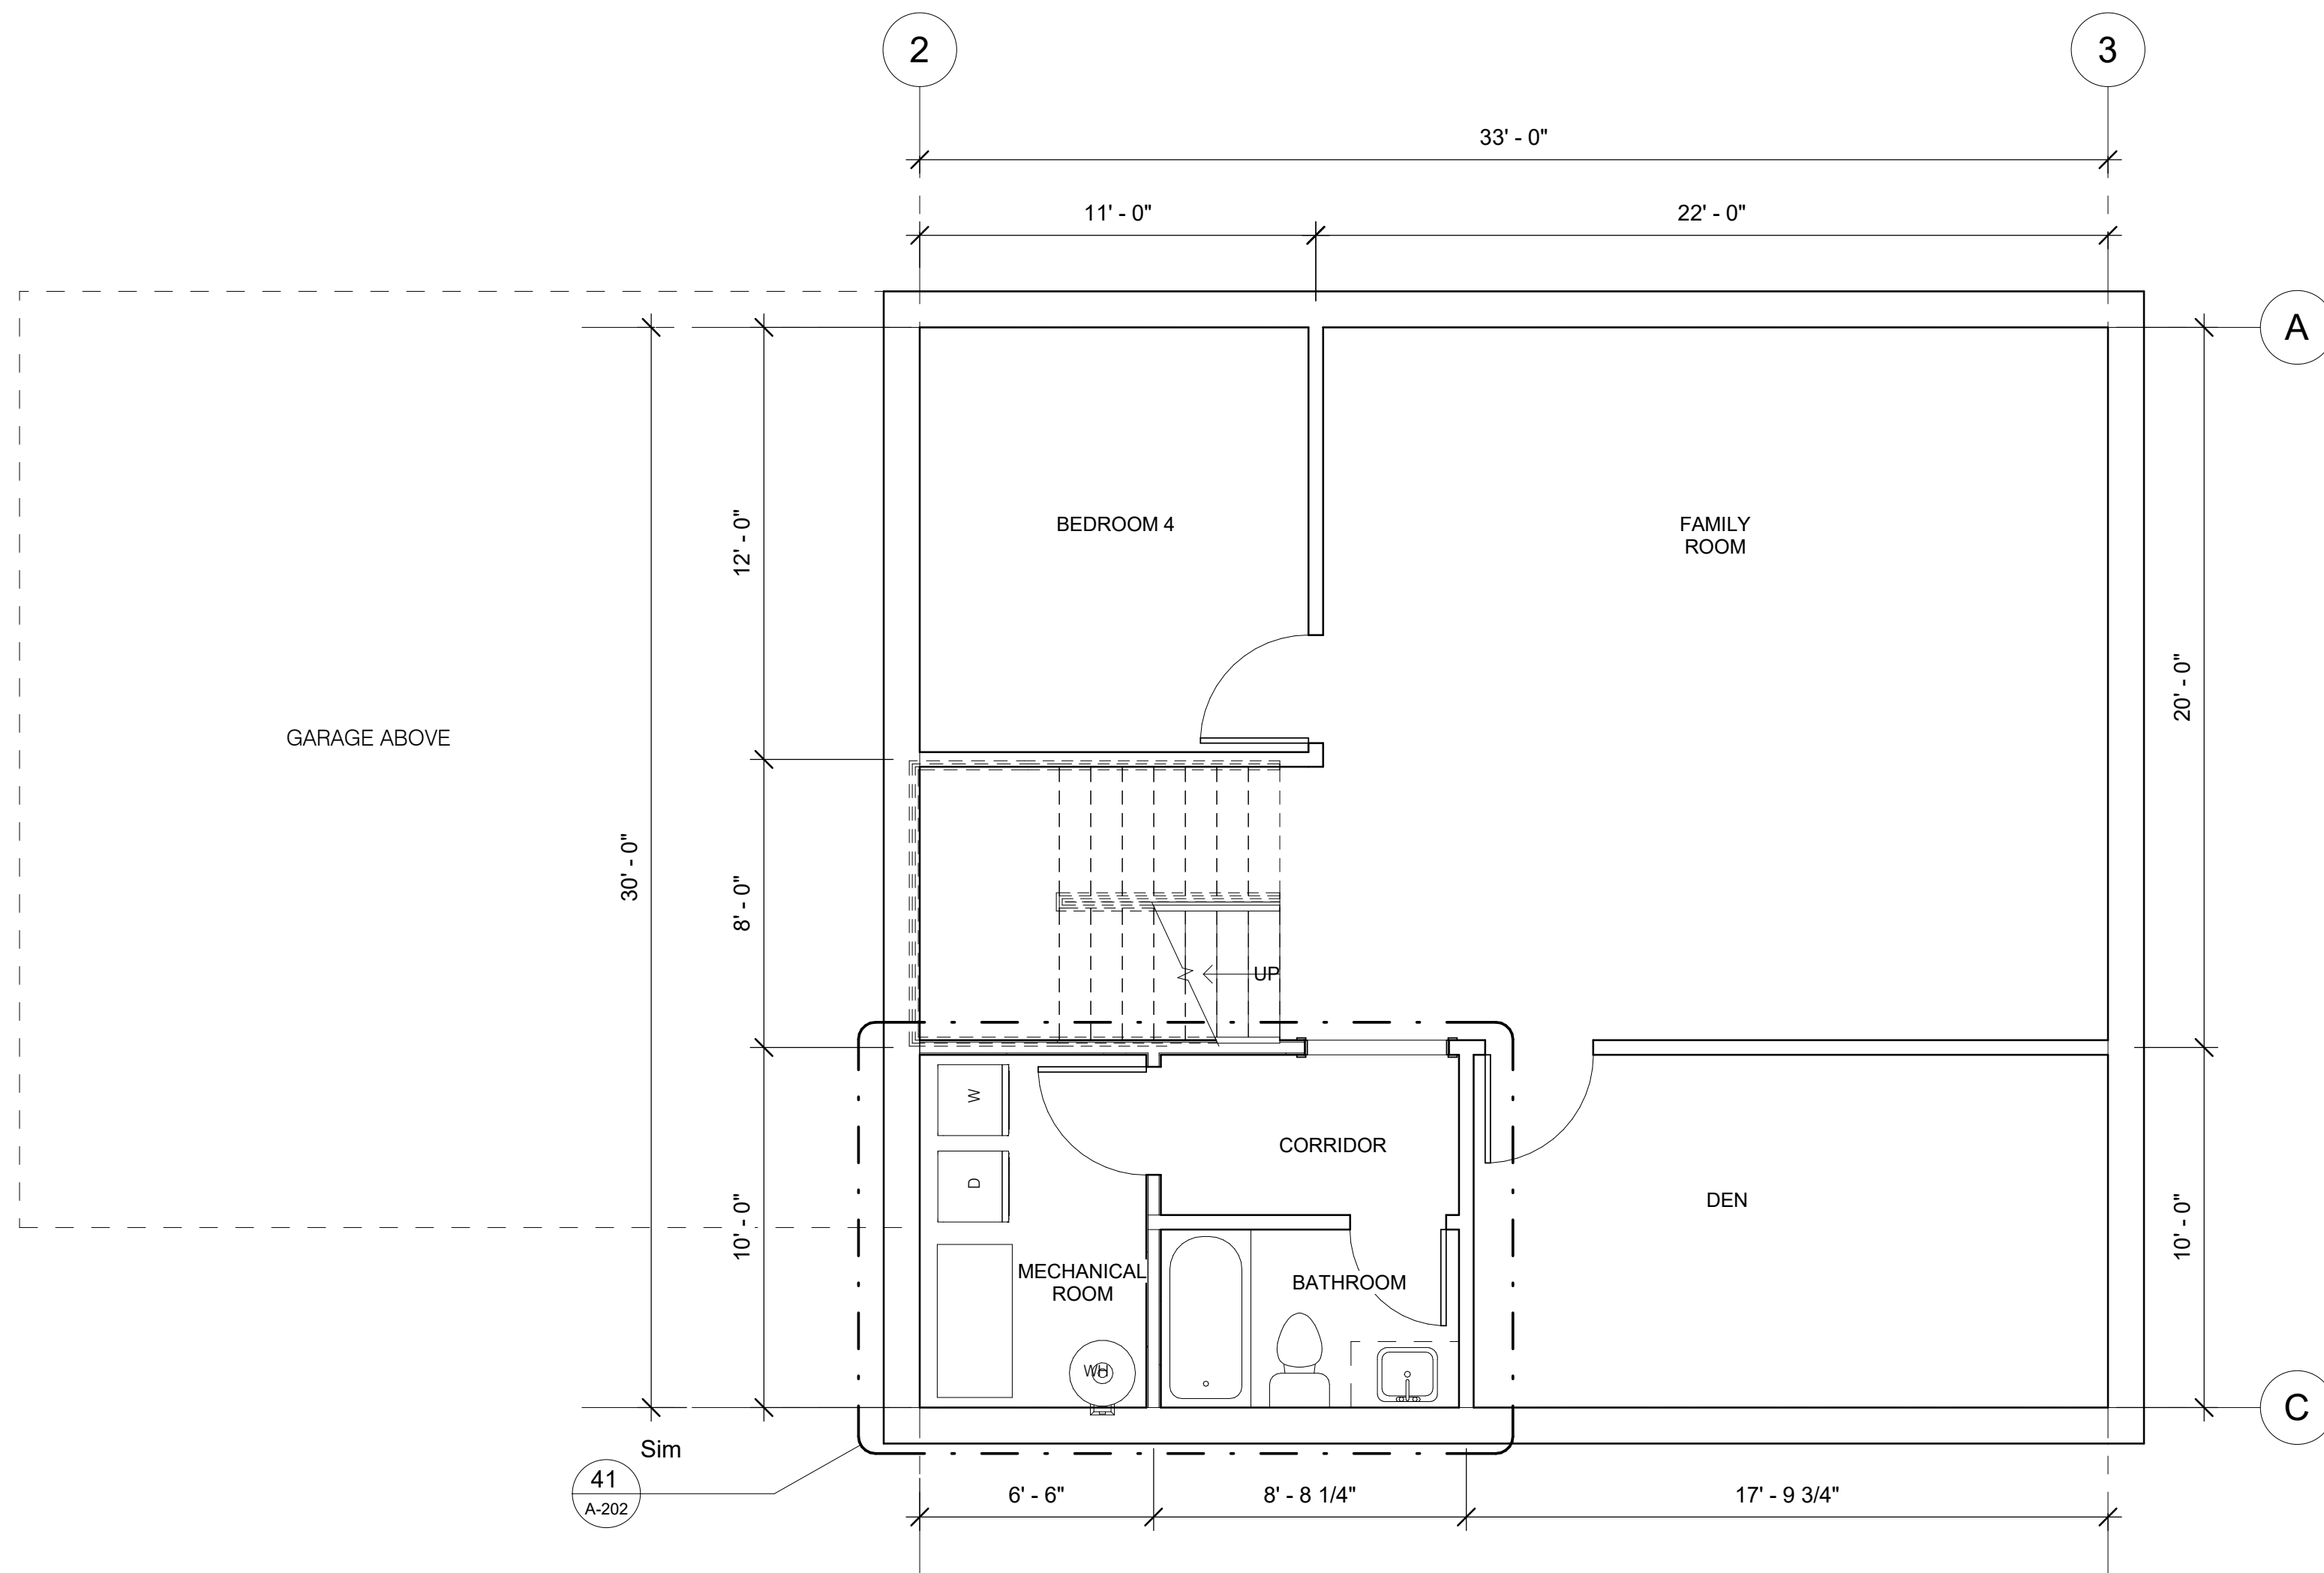 2
3
33' - 0"
11' - 0"
22' - 0"
A
BEDROOM 4
FAMILY
ROOM
12' - 0"
20' - 0"
GARAGE ABOVE
30' - 0"
8' - 0"
UP
W
CORRIDOR
D
DEN
10' - 0"
10' - 0"
MECHANICAL
ROOM
BATHROOM
WH
C
Sim
41
A-202
6' - 6"
8' - 8 1/4"
17' - 9 3/4"